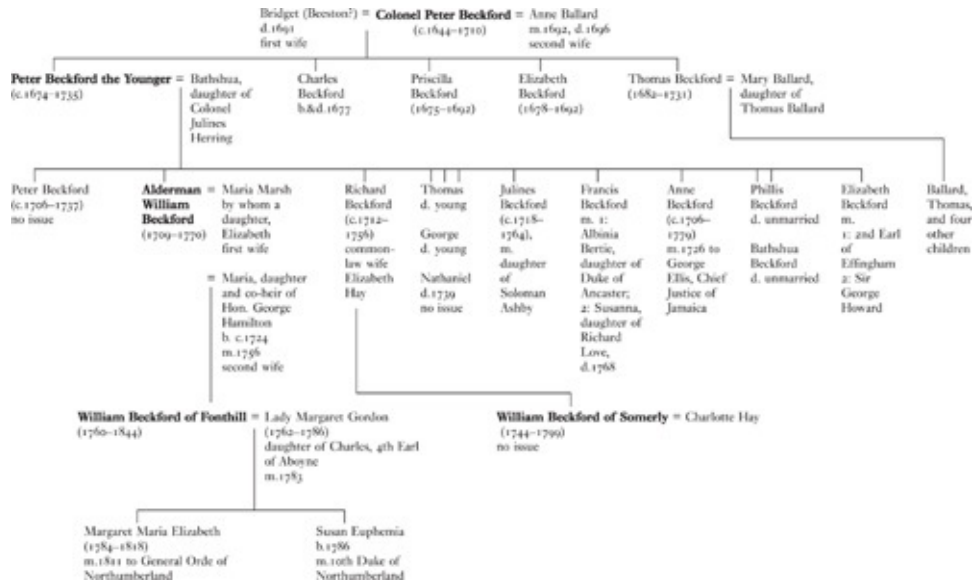 Bridget (Beeston?) = Colonel Peter Beckford = Anne Ballard
d.1691
first wife
(c.1644–1710)
m.1692, d.1696
second wife
Peter Beckford the Younger = Bathshua,
(c.1674–1735)
daughter of
Colonel
Julines
Herring
Charles
Beckford
b.&d.1677
Priscilla
Beckford
(1675–1692)
Elizabeth
Beckford
(1678–1692)
Thomas Beckford = Mary Ballard,
(1682–1731)
daughter of
Thomas Ballard
Peter Beckford
(c.1706–1737)
no issue
Alderman = Maria Marsh
William
Beckford
(1709–1770)
by whom a
daughter,
Elizabeth
first wife
= Maria, daughter
and co-heir of
Hon. George
Hamilton
b. c.1724
m.1756
second wife
Richard
Beckford
(c.1712–
1756)
common-
law wife
Elizabeth
Hay
Thomas
d. young
George
d. young
Nathaniel
d.1739
no issue
Julines
Beckford
(c.1718–
1764),
m.
daughter
of
Soloman
Ashby
Francis
Beckford
m. 1:
Albinia
Bertie,
daughter of
Duke of
Ancaster;
2: Susanna,
daughter of
Richard
Love,
d.1768
Anne
Beckford
(c.1706–
1779)
m.1726 to
George
Ellis, Chief
Justice of
Jamaica
Phillis
Beckford
d. unmarried
Bathshua
Beckford
d. unmarried
Elizabeth
Beckford
m.
1: 2nd Earl
of
Effingham
2: Sir
George
Howard
Ballard,
Thomas,
and four
other
children
William Beckford of Fonthill = Lady Margaret Gordon
(1760–1844)
(1762–1786)
daughter of Charles, 4th Earl
of Aboyne
m.1783
William Beckford of Somerly = Charlotte Hay
(1744–1799)
no issue
Margaret Maria Elizabeth
(1784–1818)
m.1811 to General Orde of
Northumberland
Susan Euphemia
b.1786
m.10th Duke of
Northumberland